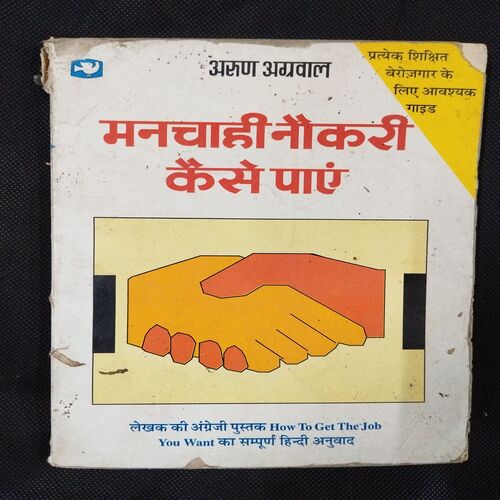 अरुण अग्रवाल
प्रत्येक शिक्षित
बेरोज़गार के
लिए आवश्यक
गाइड
मनचाही नौकरी
कैसे पाएं
लेखक की अंग्रेजी पुस्तक How To Get The Job
You Want का सम्पूर्ण हिन्दी अनुवाद